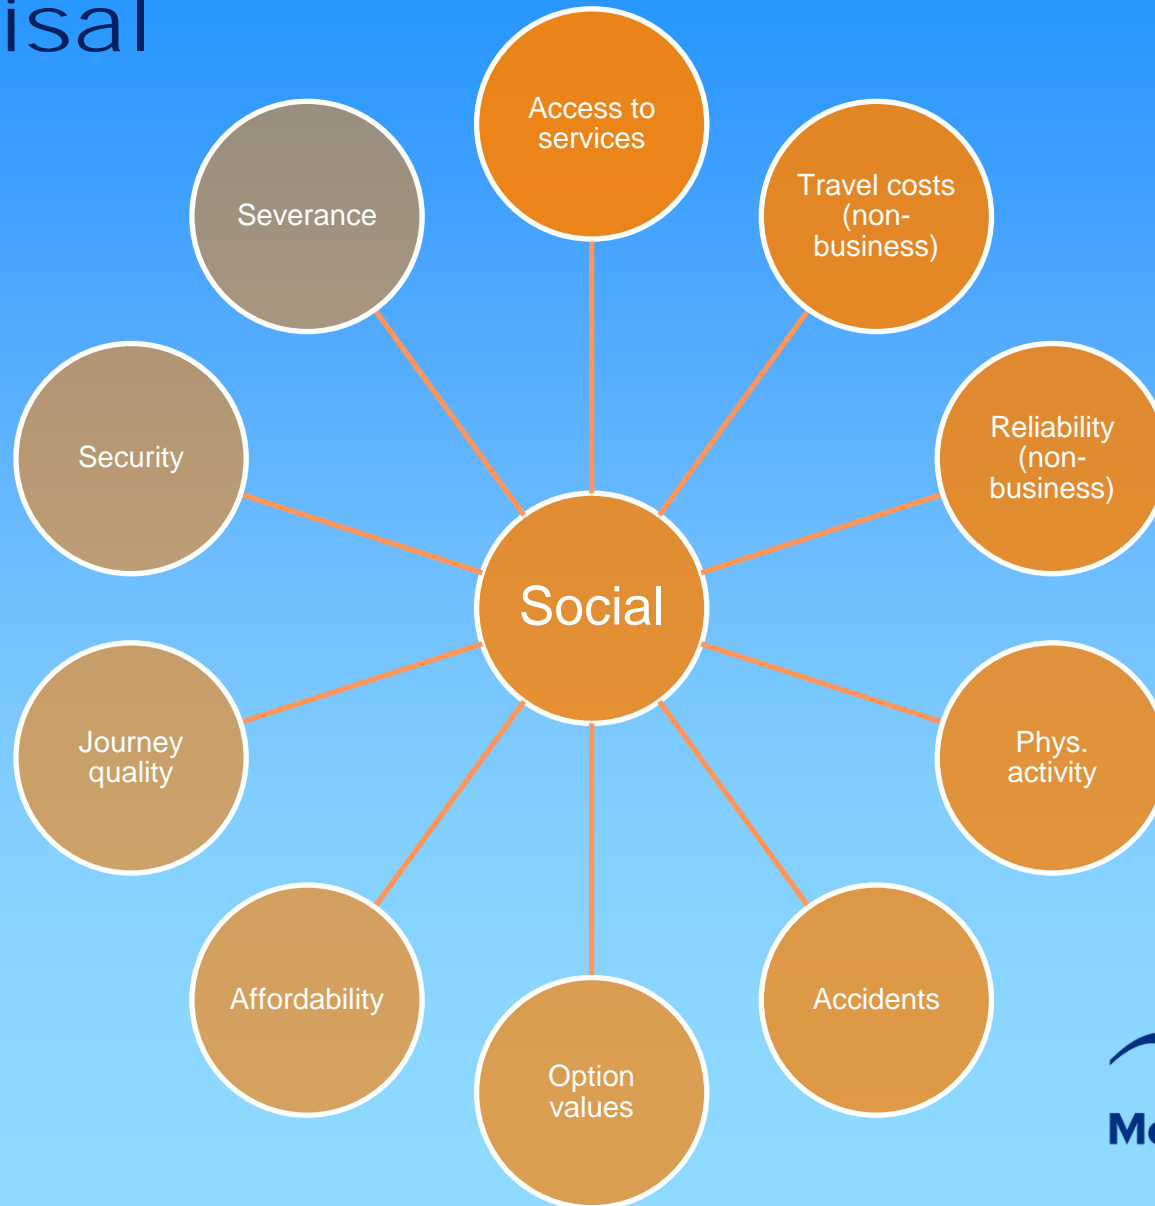 isal
Access to
services
Travel costs
(non-
business)
Reliability
(non-
business)
Phys.
activity
Accidents
Option
values
Affordability
Journey
quality
Security
Severance
Social